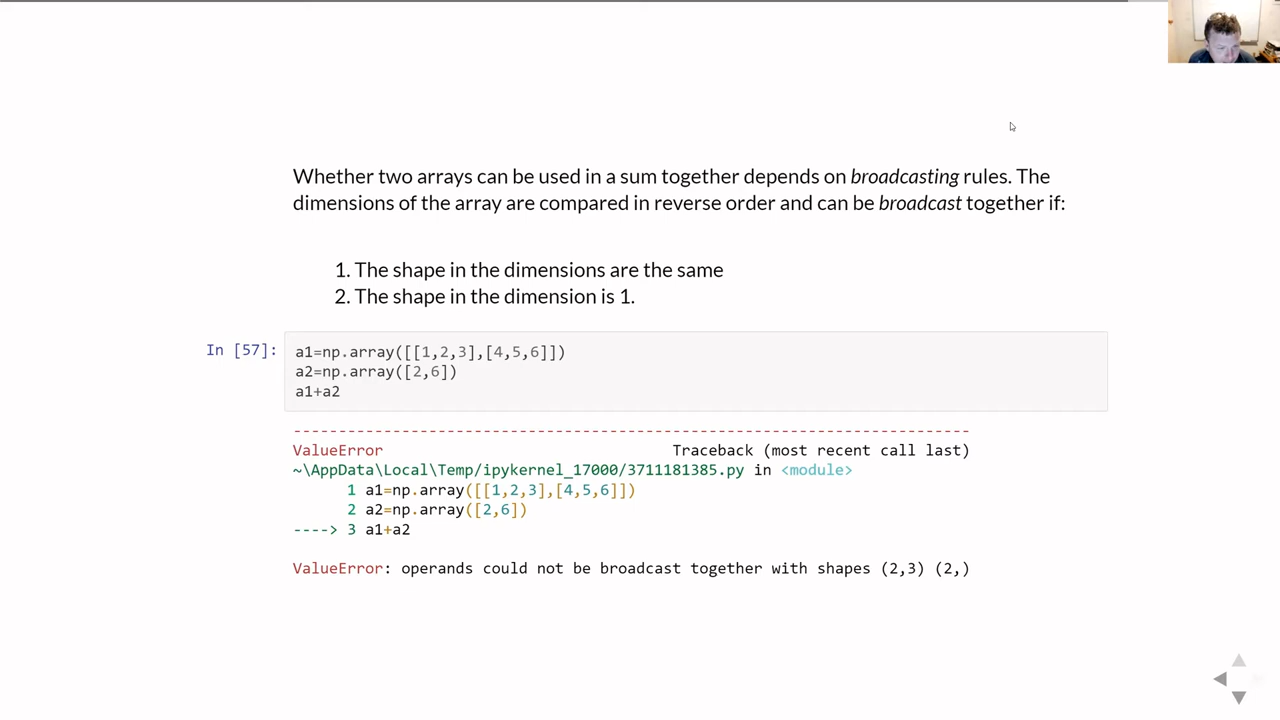 Whether two arrays can be used in a sum together depends on broadcasting rules. The
dimensions of the array are compared in reverse order and can be broadcast together if:
1. The shape in the dimensions are the same
2. The shape in the dimension is 1.
In [57]:
a1=np.array([[1,2,3],[4,5,6]])
a2=np.array([2,6])
a1+a2
---------------------------------------------------------------------------
ValueError                                Traceback (most recent call last)
~\AppData\Local\Temp/ipykernel_17000/3711181385.py in <module>
      1 a1=np.array([[1,2,3],[4,5,6]])
      2 a2=np.array([2,6])
----> 3 a1+a2
ValueError: operands could not be broadcast together with shapes (2,3) (2,)